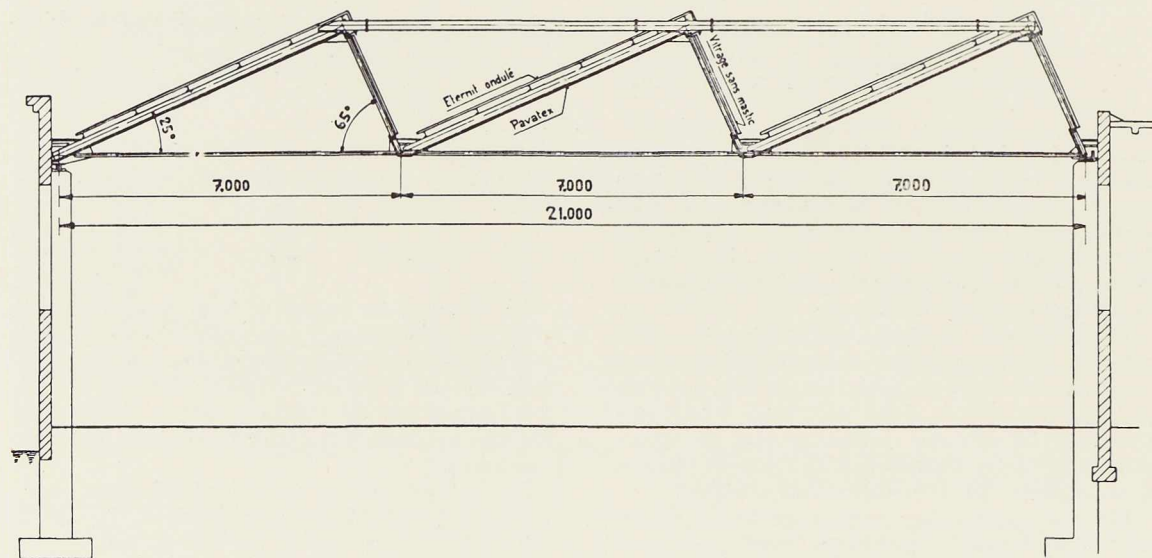 Eternit ondulé
Pavatex
Vitrage sans mastic
25°
65°
7.000
7.000
7.000
21.000